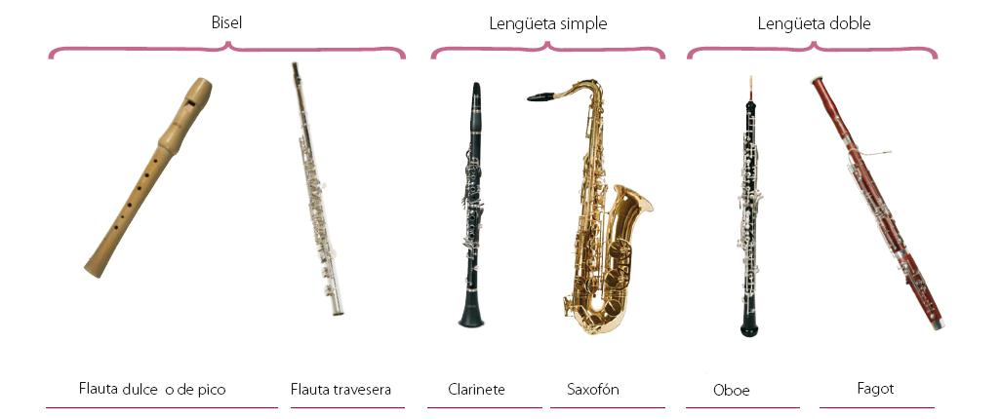 Bisel
Lengüeta simple
Lengüeta doble
Flauta dulce o de pico
Flauta travesera
Clarinete
Saxofón
Oboe
Fagot